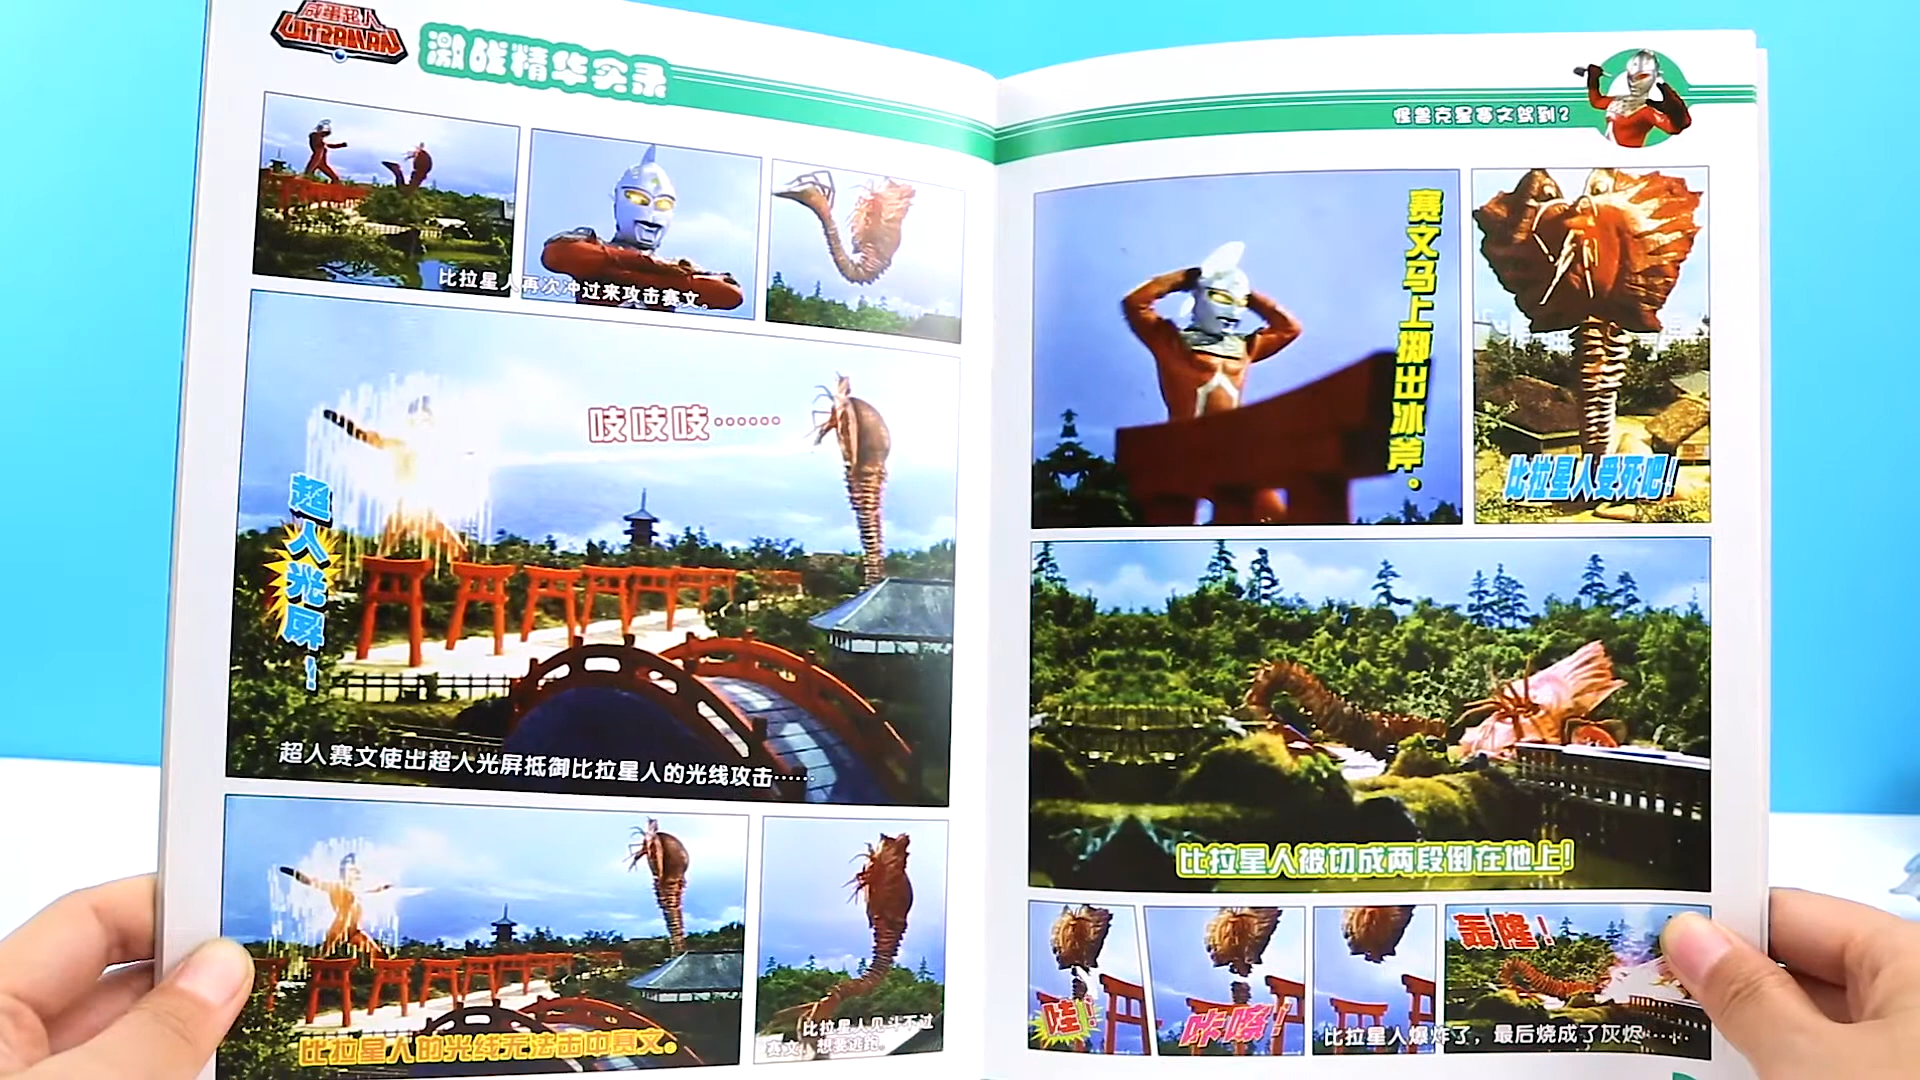 咸蛋超人
ULTRAMAN
激战精华实录
比拉星人再次冲过来攻击赛文。
吱吱吱……
超人光屏！
超人赛文使出超人光屏抵御比拉星人的光线攻击……
比拉星人的光线无法击中赛文。
比拉星人见斗不过
赛文，想要逃跑。
怪兽克星赛文驾到2
赛文马上掷出冰斧。
比拉星人受死吧！
比拉星人被切成两段倒在地上！
哇！
咔嚓！
轰隆！
比拉星人爆炸了，最后烧成了灰烬……